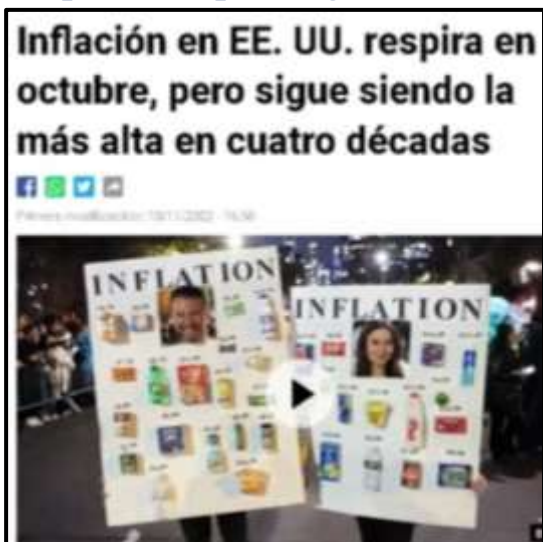 Inflación en EE. UU. respira en
octubre, pero sigue siendo la
más alta en cuatro décadas
INFLATION
INFLATION